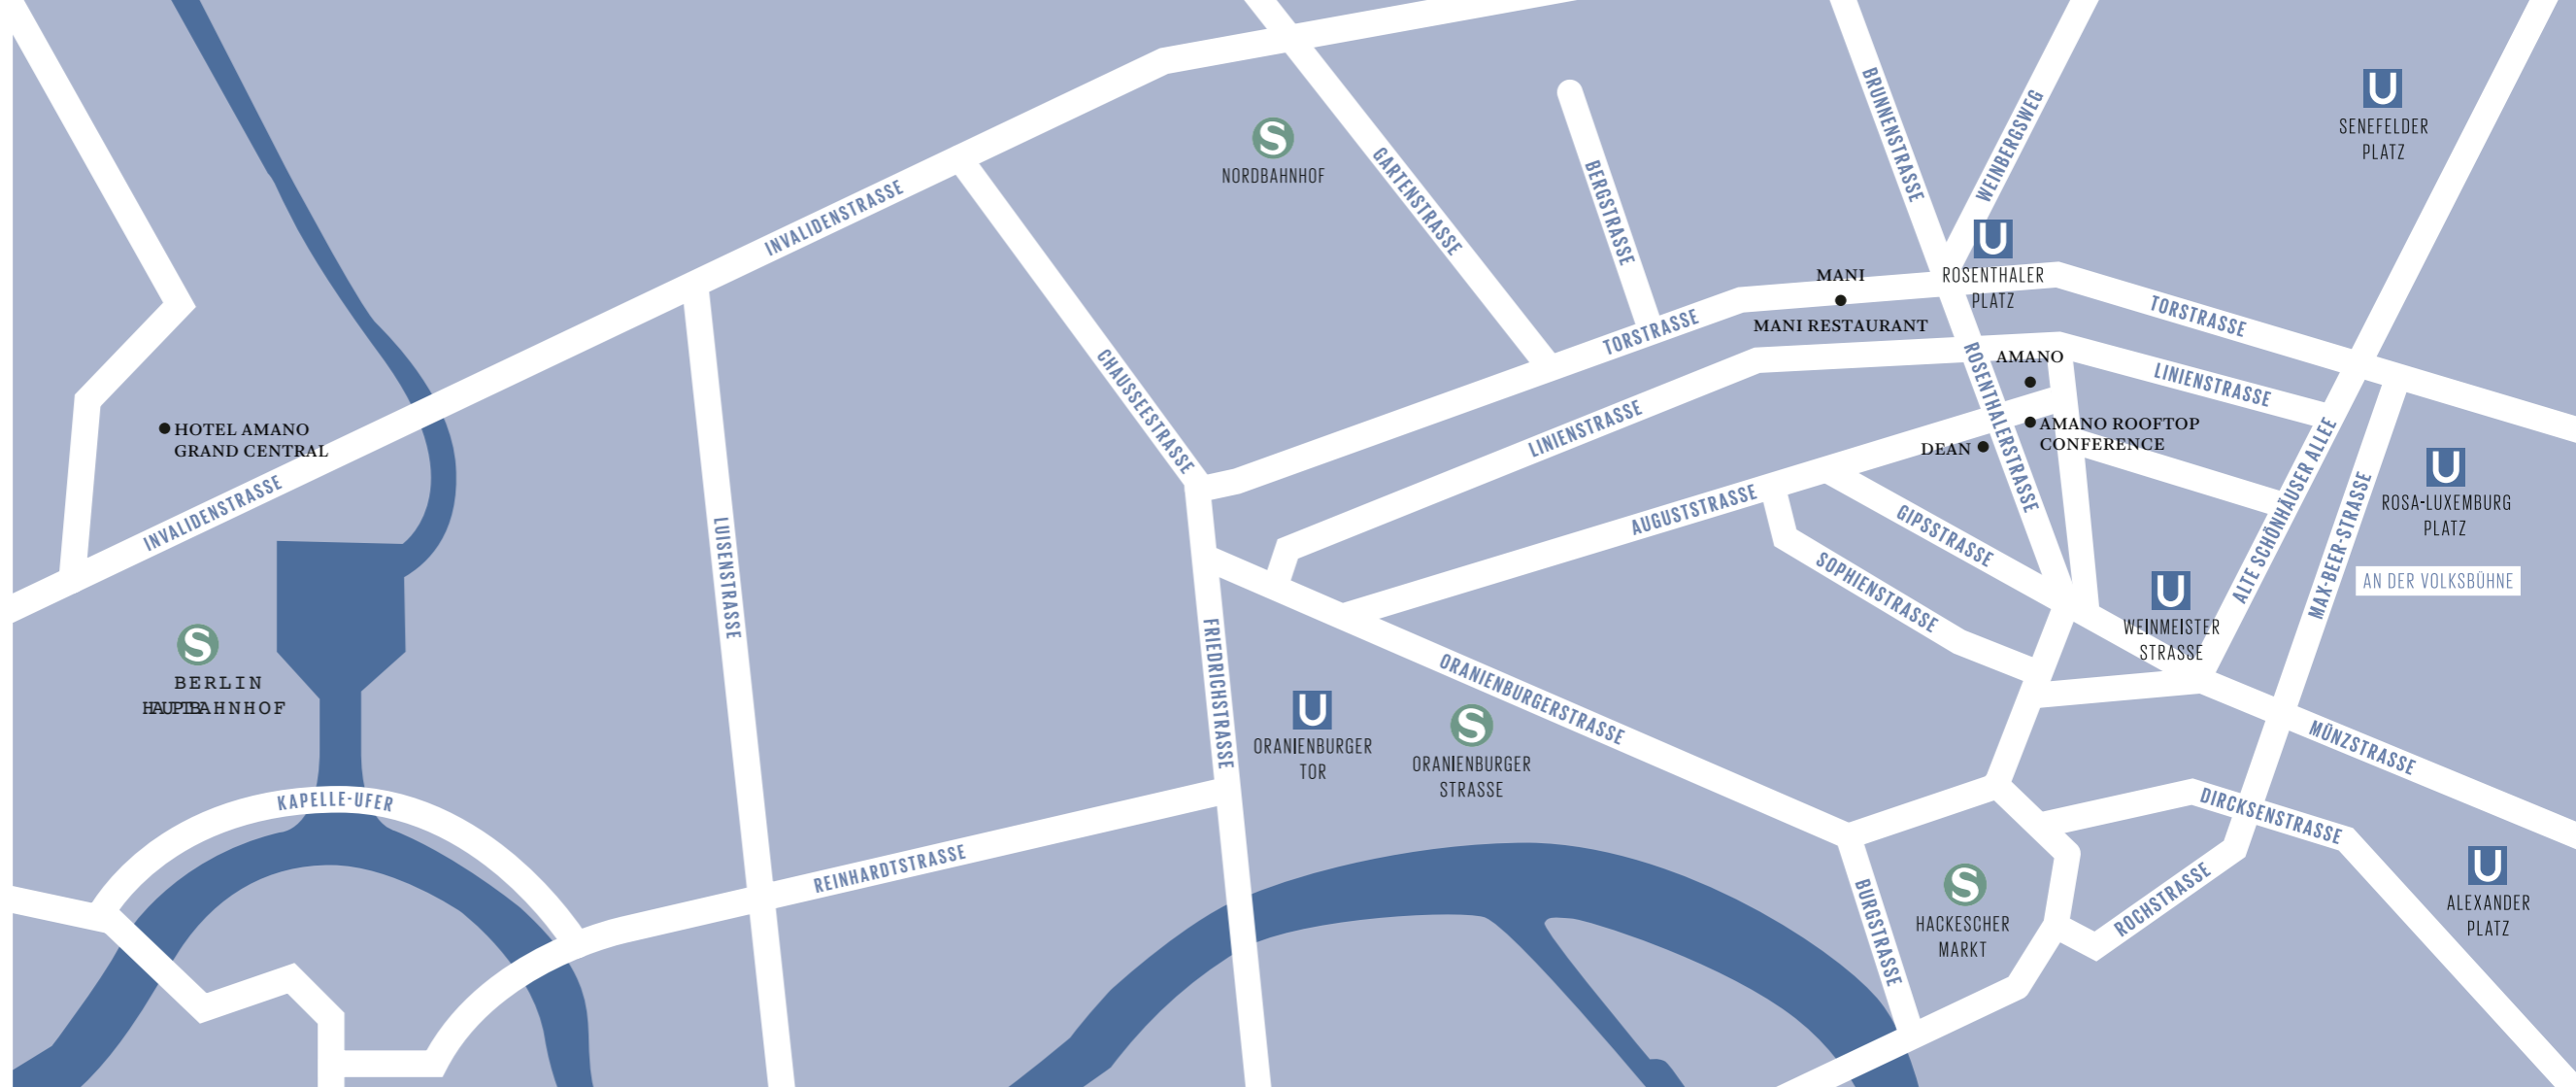 BRUNNENSTRASSE
WEINBERGSWEG
U
SENEFELDER
PLATZ
S
NORDBAHNHOF
GARTENSTRASSE
BERGSTRASSE
INVALIDENSTRASSE
U
ROSENTHALER
PLATZ
MANI
MANI RESTAURANT
TORSTRASSE
TORSTRASSE
CHAUSSEESTRASSE
AMANO
LINIENSTRASSE
LINIENSTRASSE
ROSENTHALERSTRASSE
HOTEL AMANO
GRAND CENTRAL
AMANO ROOFTOP
CONFERENCE
DEAN
INVALIDENSTRASSE
AUGUSTSTRASSE
GIPSSTRASSE
ALTE SCHÖNHÄUSER ALLEE
MAX-BEER-STRASSE
U
ROSA-LUXEMBURG
PLATZ
AN DER VOLKSBÜHNE
LUISENSTRASSE
SOPHIENSTRASSE
U
WEINMEISTER
STRASSE
S
BERLIN
HAUPTBAHNHOF
FRIEDRICHSTRASSE
ORANIENBURGERSTRASSE
U
ORANIENBURGER
TOR
S
ORANIENBURGER
STRASSE
MÜNZSTRASSE
KAPELLE-UFER
DIRCKSENSTRASSE
REINHARDTSTRASSE
BURGSTRASSE
S
HACKESCHER
MARKT
ROCHSTRASSE
U
ALEXANDER
PLATZ